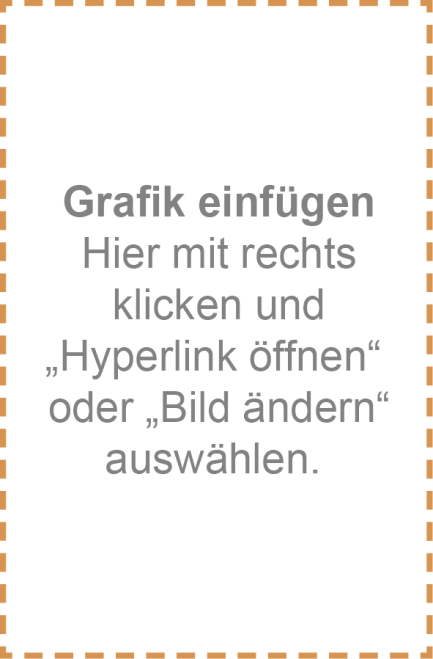 Grafik einfügen
Hier mit rechts
klicken und
„Hyperlink öffnen“
oder „Bild ändern“
auswählen.